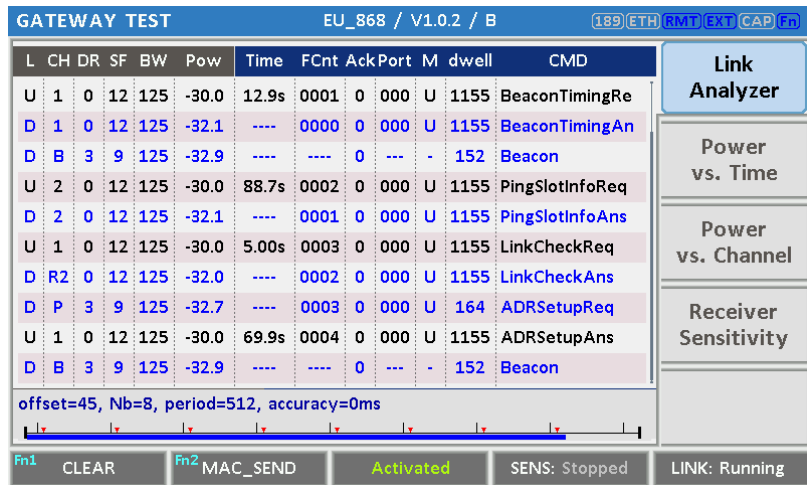 GATEWAY TEST EU_868 / V1.0.2 / B 189 ETH RMT EXT CAP Fn
L CH DR SF BW Pow Time FCnt Ack Port M dwell CMD
U 1 0 12 125 -30.0 12.9s 0001 0 000 U 1155 BeaconTimingRe
D 1 0 12 125 -32.1 ---- 0000 0 000 U 1155 BeaconTimingAn
D B 3 9 125 -32.9 ---- ---- 0 --- - 152 Beacon
U 2 0 12 125 -30.0 88.7s 0002 0 000 U 1155 PingSlotInfoReq
D 2 0 12 125 -32.1 ---- 0001 0 000 U 1155 PingSlotInfoAns
U 1 0 12 125 -30.0 5.00s 0003 0 000 U 1155 LinkCheckReq
D R2 0 12 125 -32.0 ---- 0002 0 000 U 1155 LinkCheckAns
D P 3 9 125 -32.7 ---- 0003 0 000 U 164 ADRSetupReq
U 1 0 12 125 -30.0 69.9s 0004 0 000 U 1155 ADRSetupAns
D B 3 9 125 -32.9 ---- ---- 0 --- - 152 Beacon
offset=45, Nb=8, period=512, accuracy=0ms
Link
Analyzer
Power
vs. Time
Power
vs. Channel
Receiver
Sensitivity
Fn1 CLEAR Fn2 MAC_SEND Activated SENS: Stopped LINK: Running